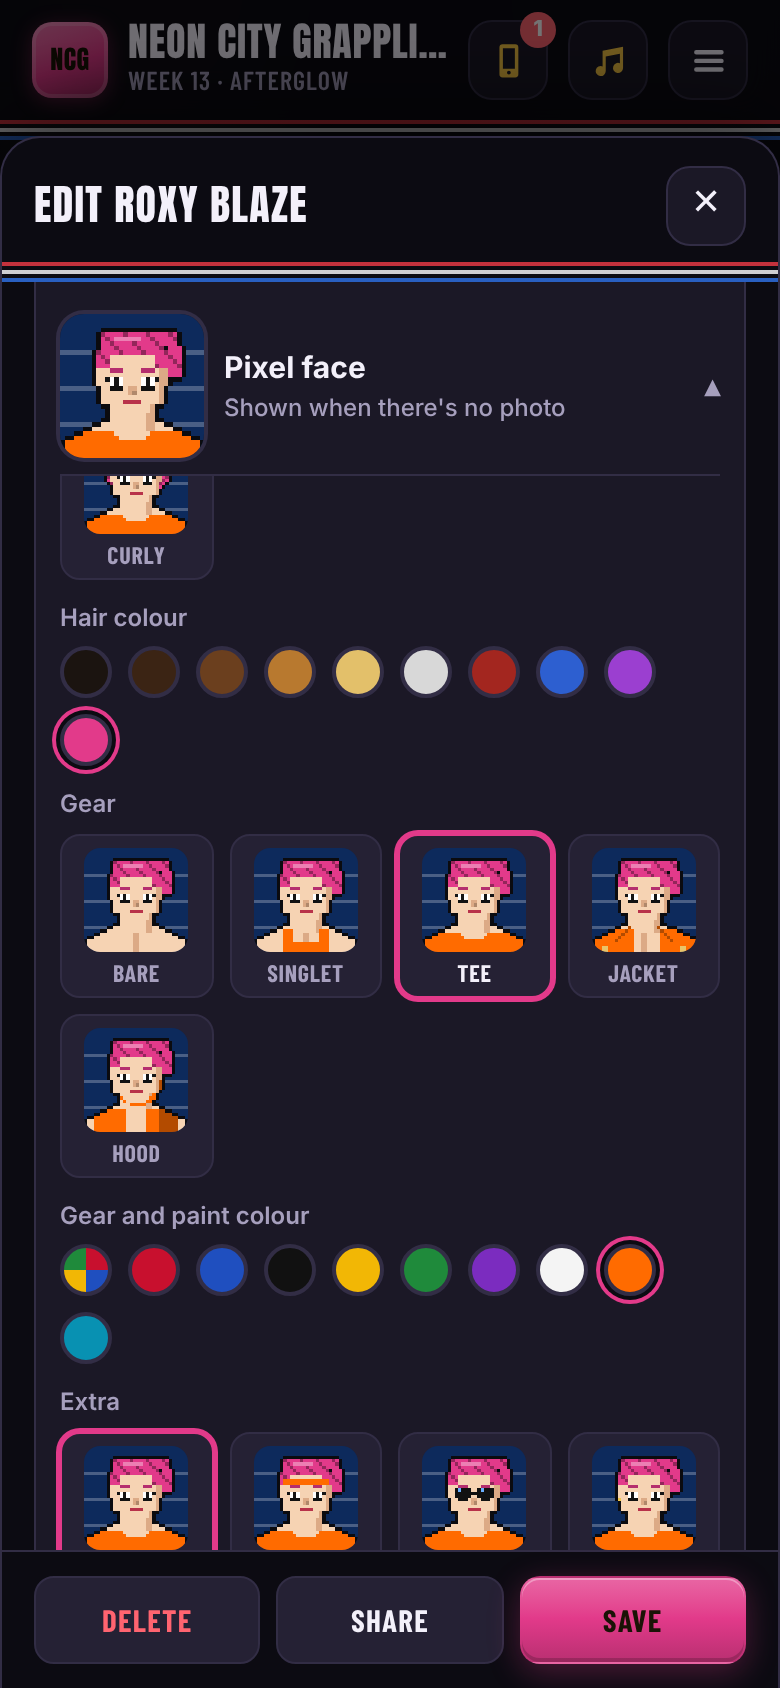 NCG
NEON CITY GRAPPLI...
WEEK 13 · AFTERGLOW
1
EDIT ROXY BLAZE
×
Pixel face
Shown when there's no photo
▲
CURLY
Hair colour
Gear
BARE
SINGLET
TEE
JACKET
HOOD
Gear and paint colour
Extra
DELETE
SHARE
SAVE